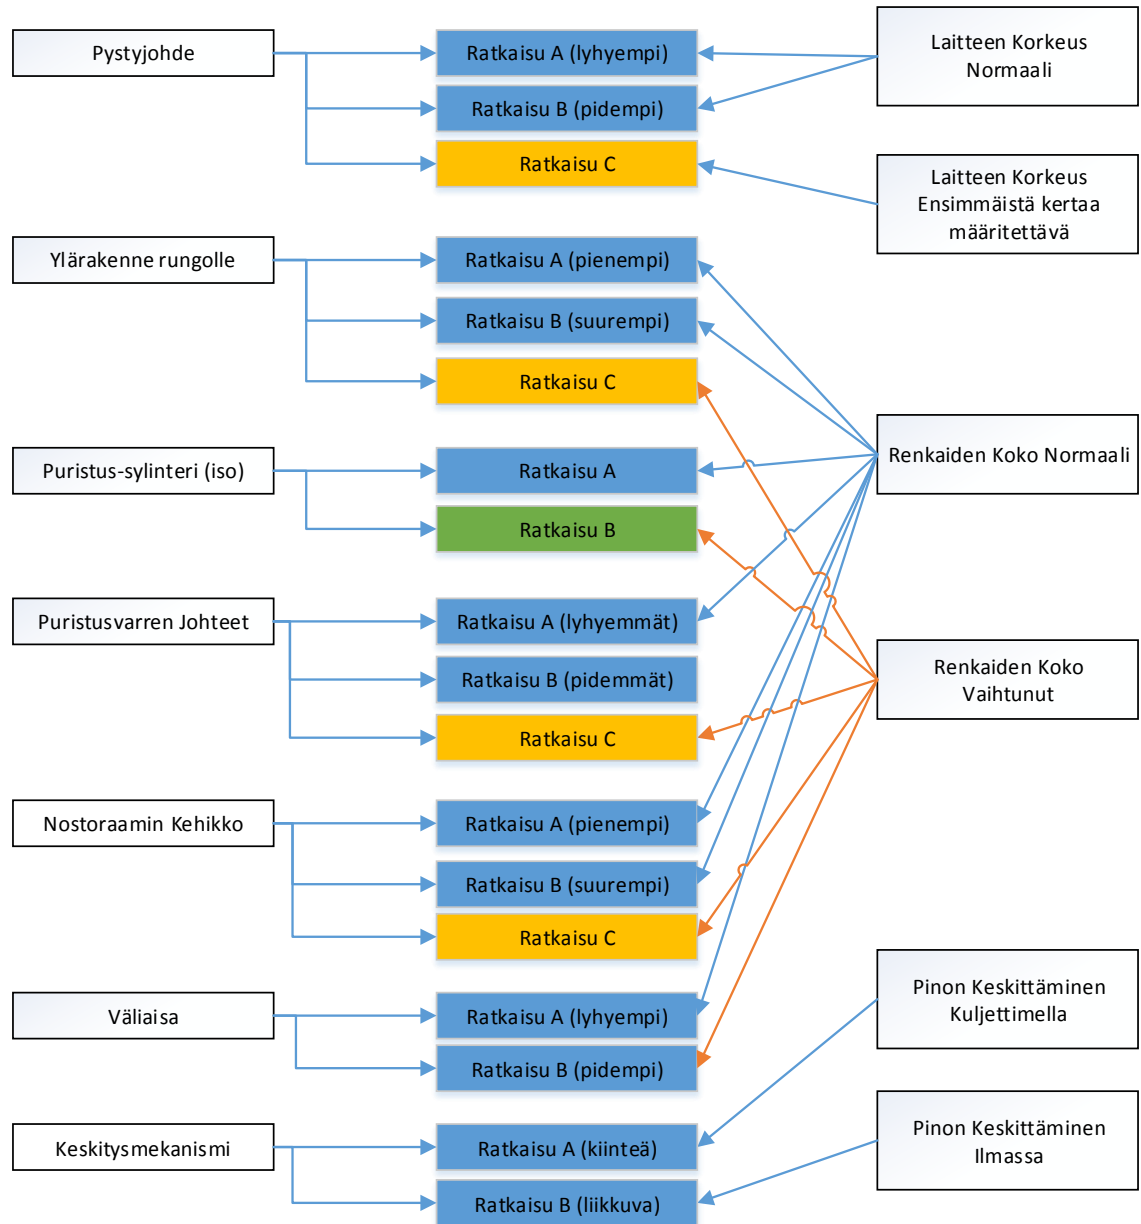 Pystyjohde
Ratkaisu A (lyhyempi)
Ratkaisu B (pidempi)
Ratkaisu C
Laitteen Korkeus
Normaali
Laitteen Korkeus
Ensimmäistä kertaa
määritettävä
Ylärakenne rungolle
Ratkaisu A (pienempi)
Ratkaisu B (suurempi)
Ratkaisu C
Puristus-sylinteri (iso)
Ratkaisu A
Ratkaisu B
Renkaiden Koko Normaali
Puristusvarren Johteet
Ratkaisu A (lyhyemmät)
Ratkaisu B (pidemmät)
Ratkaisu C
Renkaiden Koko
Vaihtunut
Nostoraamin Kehikko
Ratkaisu A (pienempi)
Ratkaisu B (suurempi)
Ratkaisu C
Väliaisa
Ratkaisu A (lyhyempi)
Ratkaisu B (pidempi)
Pinon Keskittäminen
Kuljettimella
Keskitysmekanismi
Ratkaisu A (kiinteä)
Ratkaisu B (liikkuva)
Pinon Keskittäminen
Ilmassa